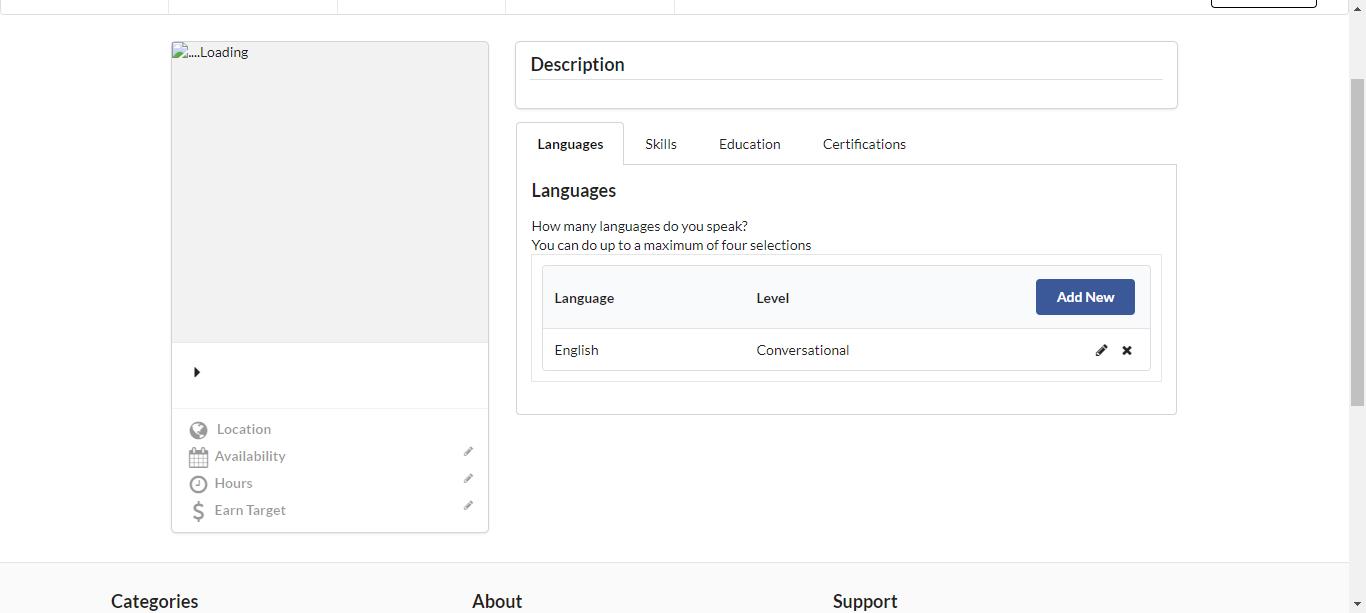 ....Loading
Location
Availability
Hours
Earn Target
Description
Languages Skills Education Certifications
Languages
How many languages do you speak?
You can do up to a maximum of four selections
Language Level Add New
English Conversational
Categories About Support